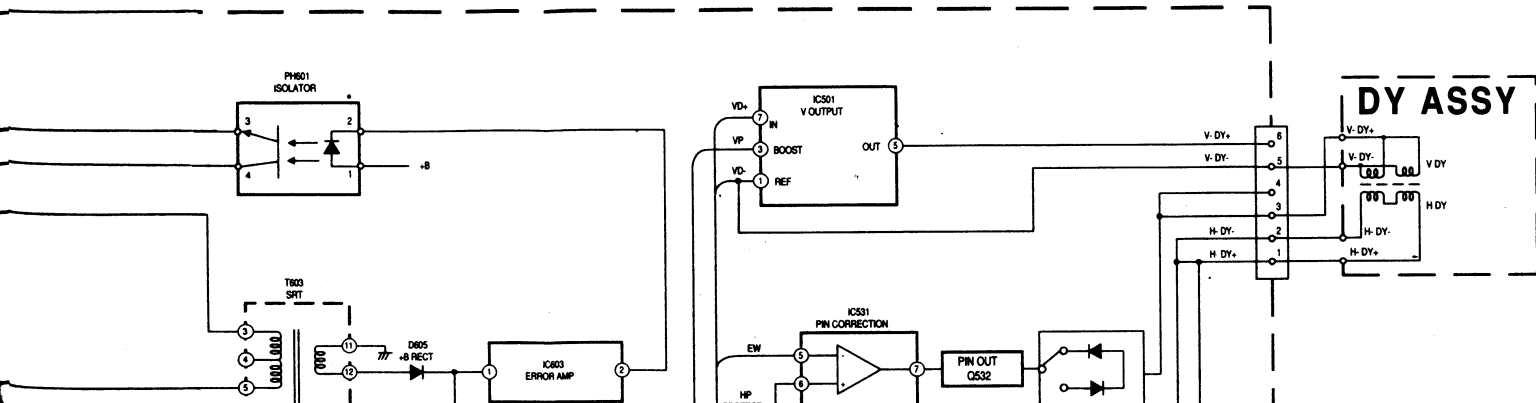 PH601
ISOLATOR
3
2
4
1
+B
IC501
V OUTPUT
VD+
7
IN
VP
3
BOOST
VD-
1
REF
OUT
5
V- DY+
6
V- DY-
5
4
3
H- DY-
2
H DY+
1
DY ASSY
V- DY+
V- DY-
V DY
H DY
H- DY-
H- DY+
T603
SRT
3
4
5
11
12
D605
+B RECT
1
IC603
ERROR AMP
2
IC531
PIN CORRECTION
EW
5
-
HP
6
+
7
PIN OUT
Q532